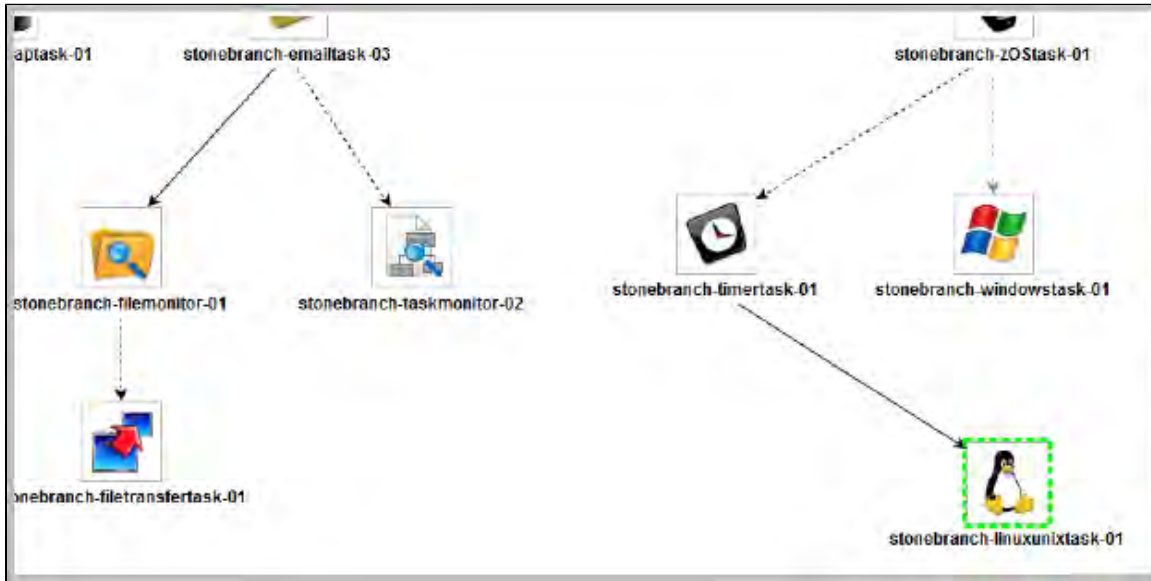 aptask-01
stonebranch-emailtask-03
stonebranch-zOStask-01
stonebranch-filemonitor-01
stonebranch-taskmonitor-02
stonebranch-timertask-01
stonebranch-windowstask-01
onebranch-filetransfertask-01
stonebranch-linuxunixtask-01